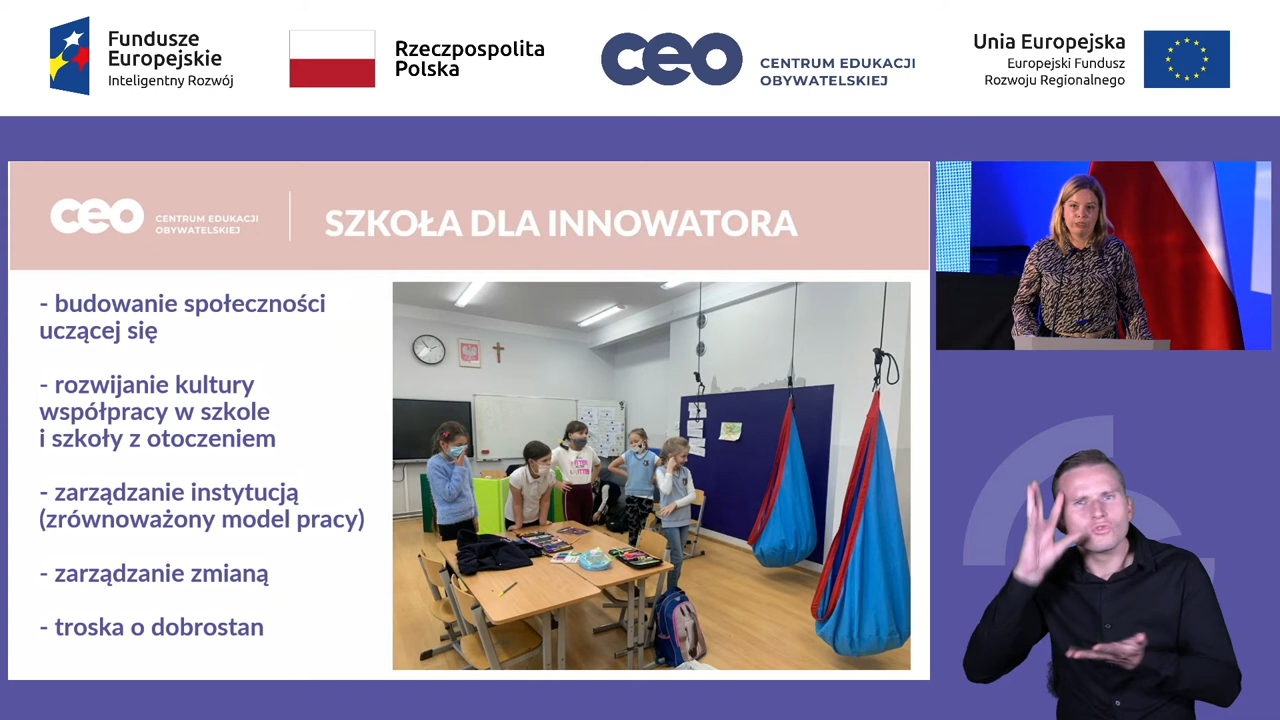 Fundusze
Europejskie
Inteligentny Rozwój
Rzeczpospolita
Polska
ceo
CENTRUM EDUKACJI
OBYWATELSKIEJ
Unia Europejska
Europejski Fundusz
Rozwoju Regionalnego
ceo
CENTRUM EDUKACJI
OBYWATELSKIEJ
SZKOŁA DLA INNOWATORA
- budowanie społeczności
uczącej się
- rozwijanie kultury
współpracy w szkole
i szkoły z otoczeniem
- zarządzanie instytucją
(zrównoważony model pracy)
- zarządzanie zmianą
- troska o dobrostan